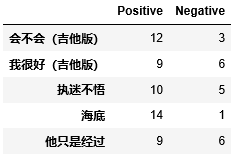 Positive Negative
会不会（吉他版） 12 3
我很好（吉他版） 9 6
执迷不悟 10 5
海底 14 1
他只是经过 9 6